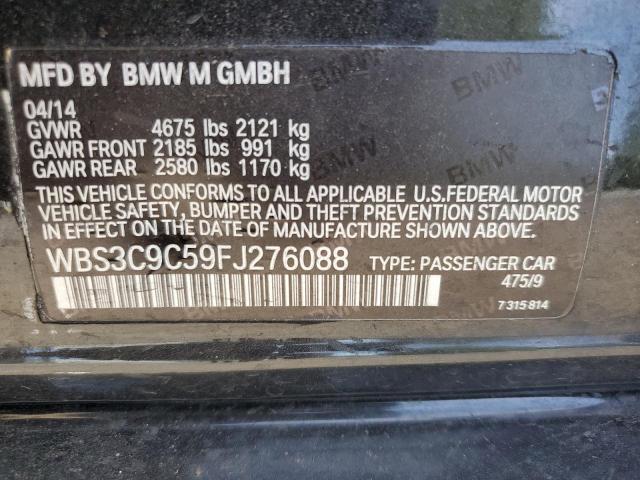 MFD BY BMW M GMBH
04/14
GVWR 4675 lbs 2121 kg
GAWR FRONT 2185 lbs 991 kg
GAWR REAR 2580 lbs 1170 kg
THIS VEHICLE CONFORMS TO ALL APPLICABLE U.S.FEDERAL MOTOR
VEHICLE SAFETY, BUMPER AND THEFT PREVENTION STANDARDS
IN EFFECT ON THE DATE OF MANUFACTURE SHOWN ABOVE.
WBS3C9C59FJ276088 TYPE: PASSENGER CAR
475/9
7 315 814